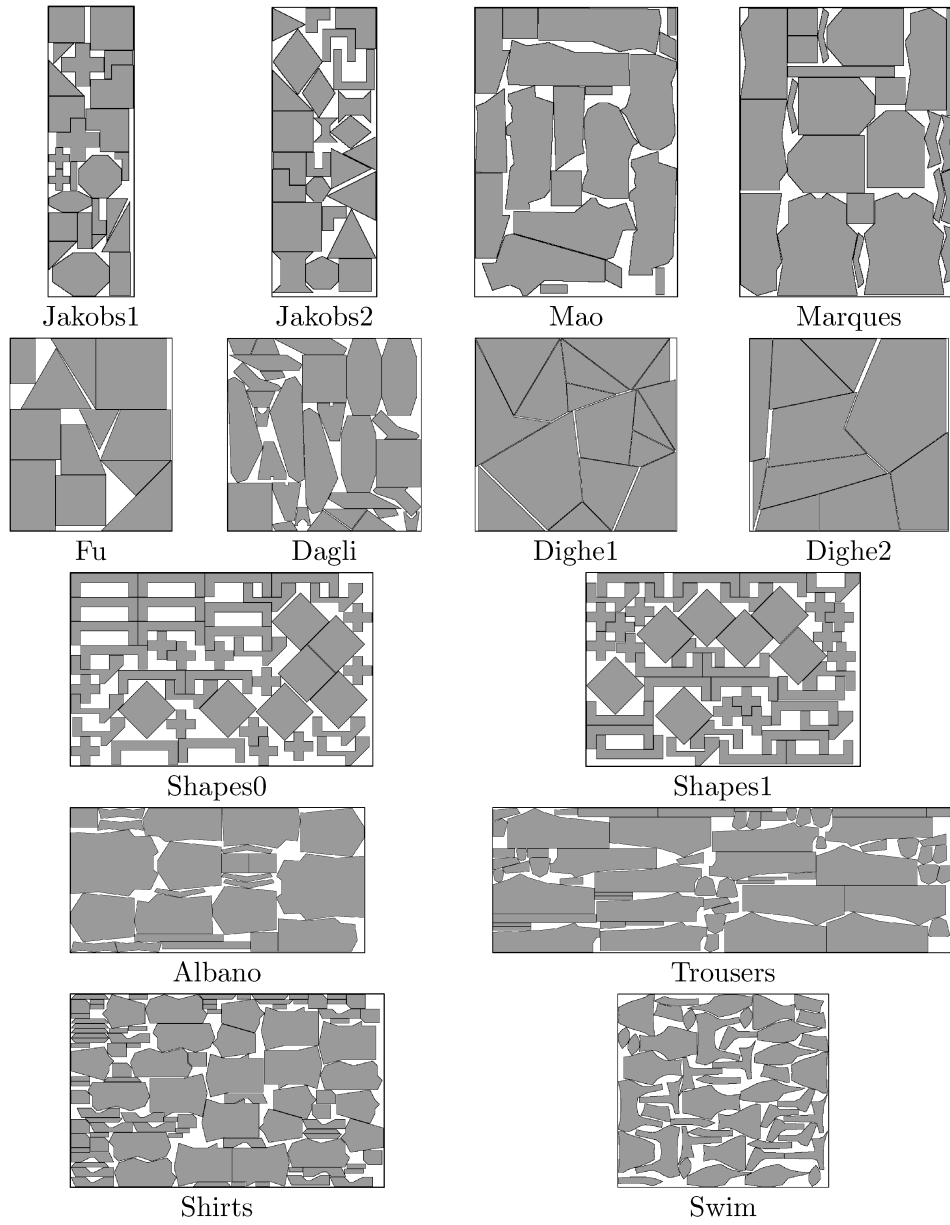 Jakobs1
Jakobs2
Mao
Marques
Fu
Dagli
Dighe1
Dighe2
Shapes0
Shapes1
Albano
Trousers
Shirts
Swim